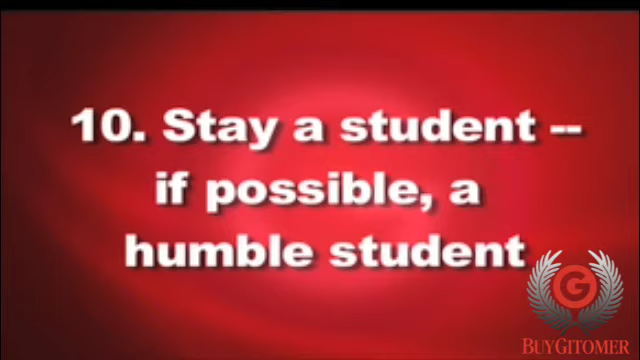 10. Stay a student --
if possible, a
humble student
G
BUYGITOMER